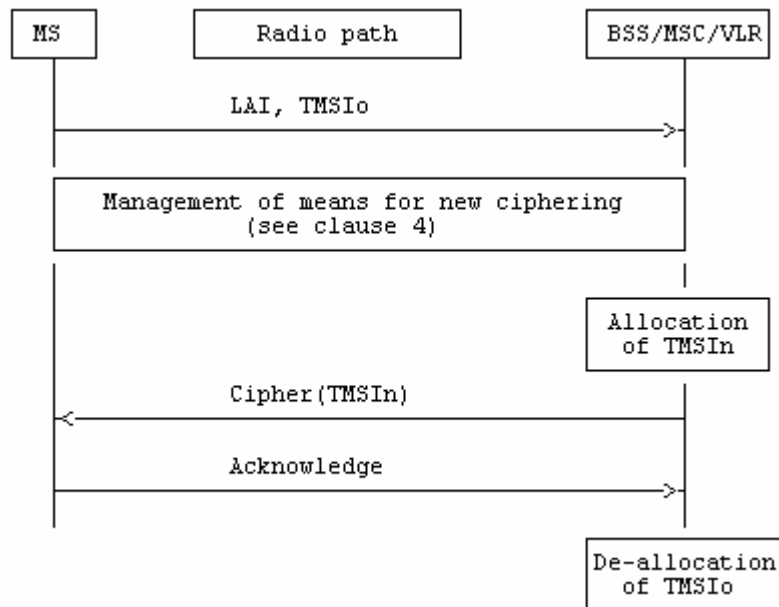 MS
Radio path
BSS/MSC/VLR
LAI, TMSIo
Management of means for new ciphering
(see clause 4)
Allocation
of TMSIn
Cipher(TMSIn)
Acknowledge
De-allocation
of TMSIo